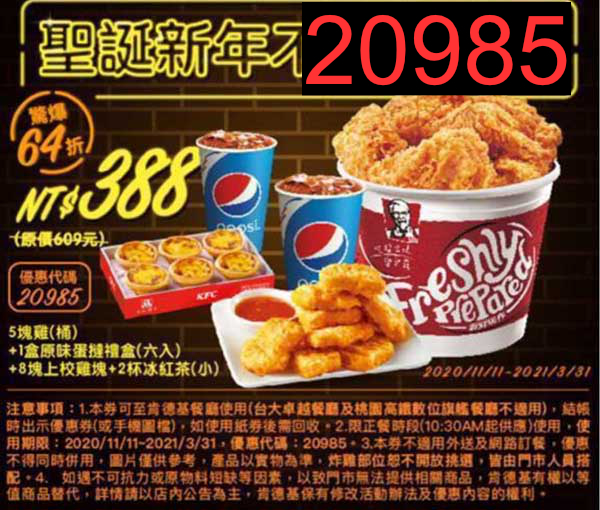 聖誕新年不
20985
驚爆
64折
NT$388
(原價609元)
優惠代碼
20985
5塊雞(桶)
+1盒原味蛋撻禮盒(六入)
+8塊上校雞塊+2杯冰紅茶(小)
pepsi
KFC
Freshly
Prepared
2020/11/11-2021/3/31
注意事項：1.本券可至肯德基餐廳使用(台大卓越餐廳及桃園高鐵數位旗艦餐廳不適用)，結帳
時出示優惠券(或手機圖檔)，如使用紙券後需回收。2.限正餐時段(10:30AM起供應)使用，使
用期限：2020/11/11~2021/3/31，優惠代碼：20985。3.本券不適用外送及網路訂餐，優惠
不得同時併用，圖片僅供參考，產品以實物為準，炸雞部位恕不開放挑選，皆由門市人員搭
配。4. 如遇不可抗力或原物料短缺等因素，以致門市無法提供相關商品，肯德基有權以等
值商品替代，詳情請以店內公告為主，肯德基保有修改活動辦法及優惠內容的權利。